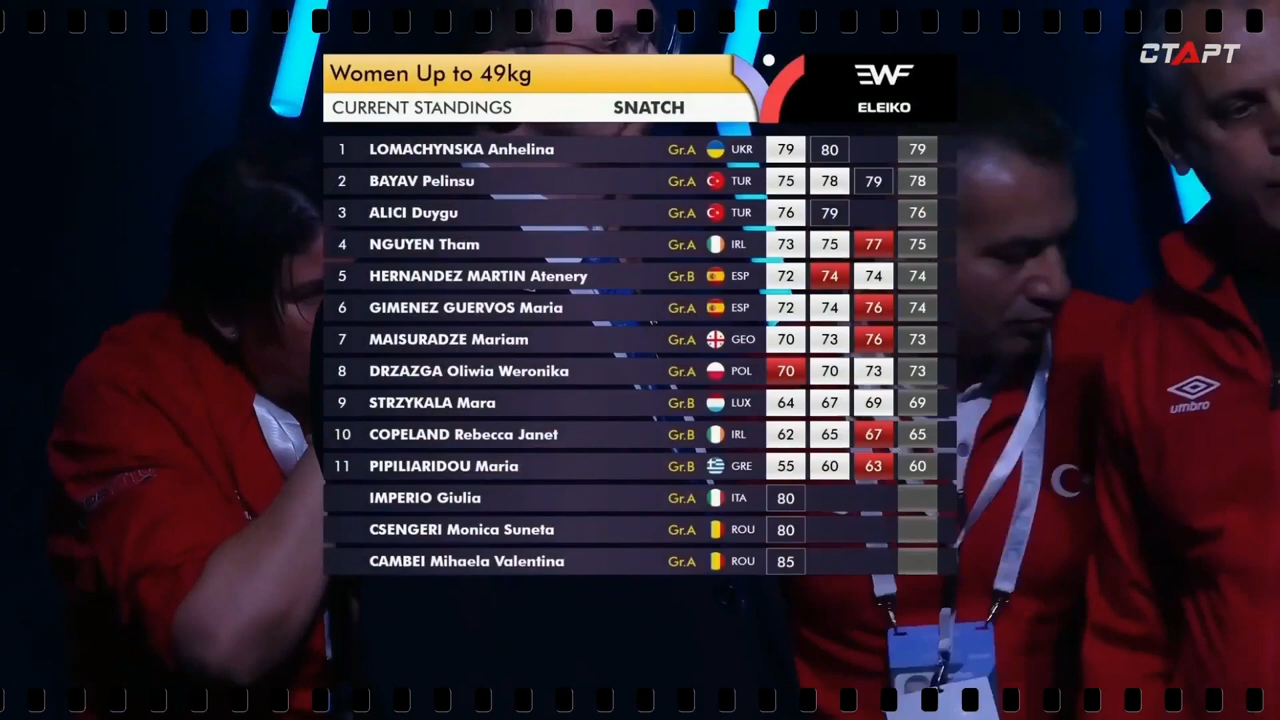 СТАРТ
Women Up to 49kg
EWF
CURRENT STANDINGS SNATCH
ELEIKO
1 LOMACHYNSKA Anhelina Gr.A UKR 79 80 79
2 BAYAV Pelinsu Gr.A TUR 75 78 79 78
3 ALICI Duygu Gr.A TUR 76 79 76
4 NGUYEN Tham Gr.A IRL 73 75 77 75
5 HERNANDEZ MARTIN Atenery Gr.B ESP 72 74 74 74
6 GIMENEZ GUERVOS Maria Gr.A ESP 72 74 76 74
7 MAISURADZE Mariam Gr.A GEO 70 73 76 73
8 DRZAZGA Oliwia Weronika Gr.A POL 70 70 73 73
9 STRZYKALA Mara Gr.B LUX 64 67 69 69
10 COPELAND Rebecca Janet Gr.B IRL 62 65 67 65
11 PIPILIARIDOU Maria Gr.B GRE 55 60 63 60
IMPERIO Giulia Gr.A ITA 80
CSENGERI Monica Suneta Gr.A ROU 80
CAMBEI Mihaela Valentina Gr.A ROU 85
umbro